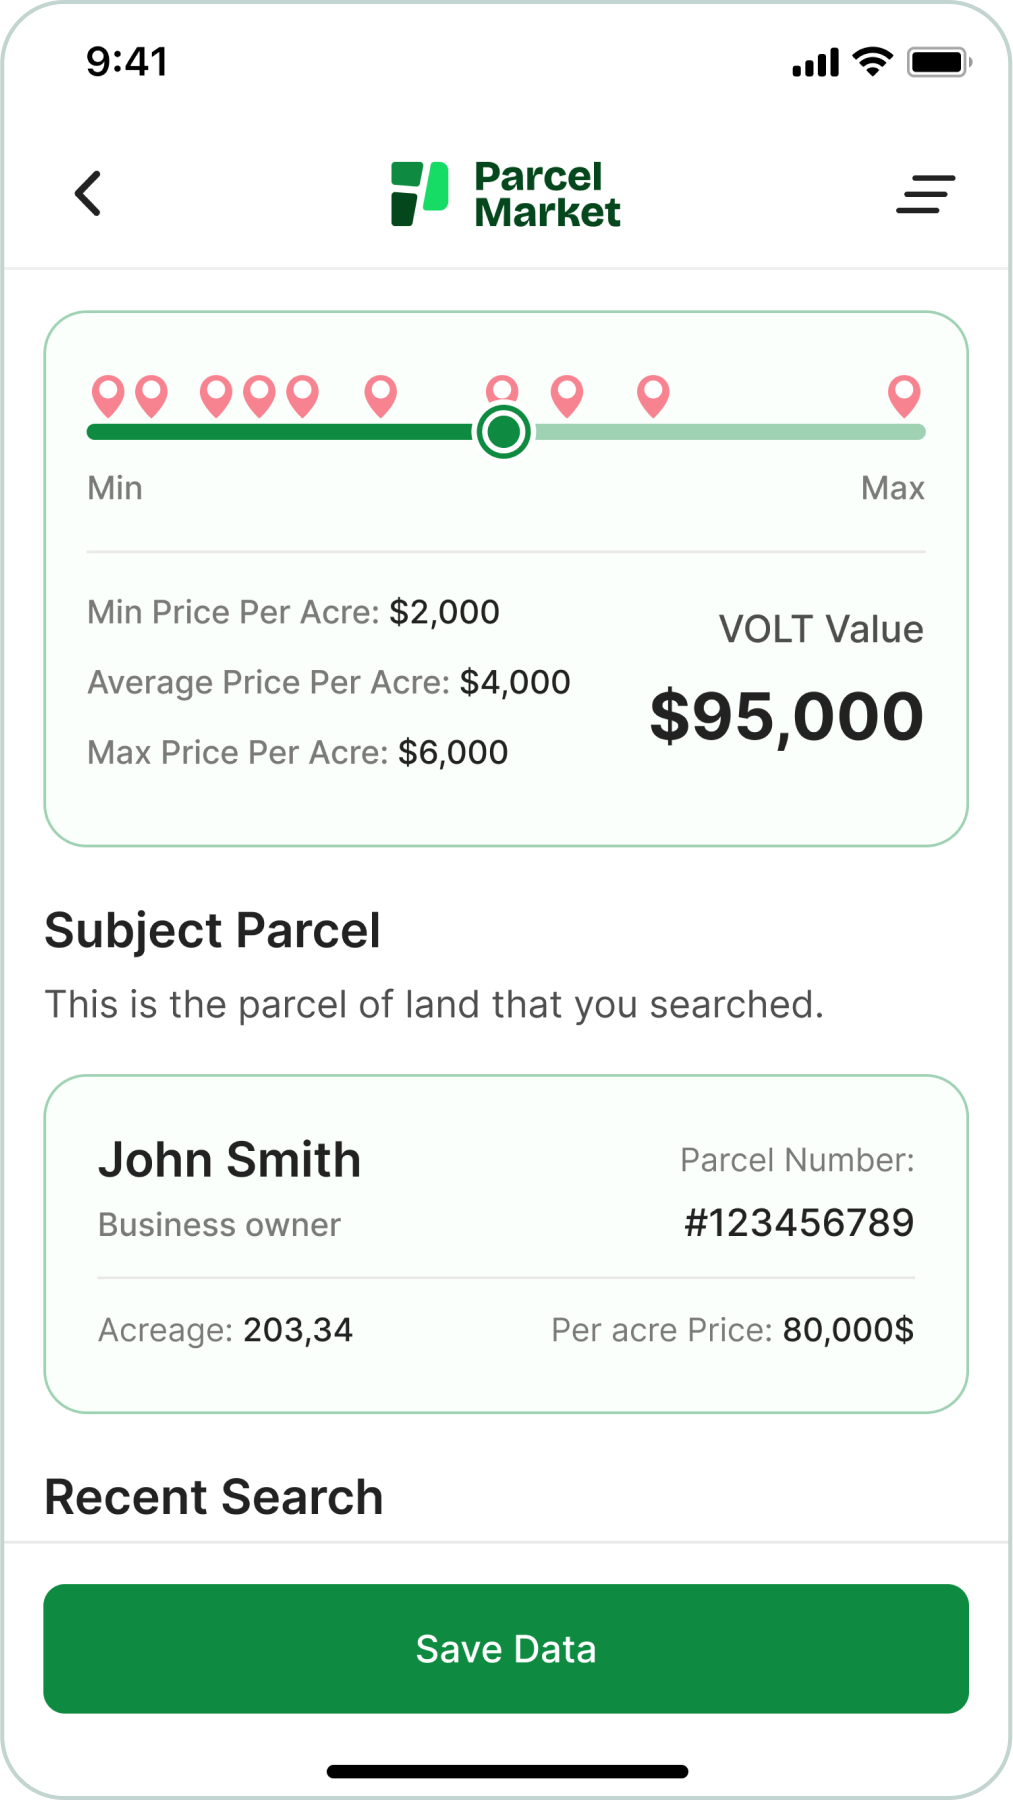 9:41
Parcel
Market
Min
Max
Min Price Per Acre: $2,000
Average Price Per Acre: $4,000
Max Price Per Acre: $6,000
VOLT Value
$95,000
Subject Parcel
This is the parcel of land that you searched.
John Smith
Business owner
Parcel Number:
#123456789
Acreage: 203,34
Per acre Price: 80,000$
Recent Search
Save Data